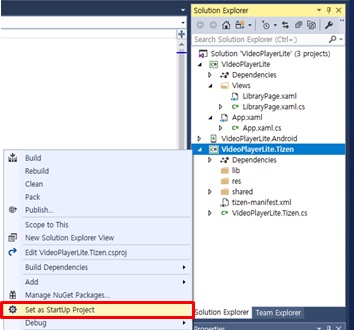 Solution Explorer
Search Solution Explorer (Ctrl+;)
Solution 'VideoPlayerLite' (3 projects)
VideoPlayerLite
Dependencies
Views
LibraryPage.xaml
LibraryPage.xaml.cs
App.xaml
App.xaml.cs
VideoPlayerLite.Android
VideoPlayerLite.Tizen
Dependencies
lib
res
shared
tizen-manifest.xml
VideoPlayerLite.Tizen.cs
Build
Rebuild
Clean
Pack
Publish...
Scope to This
New Solution Explorer View
Edit VideoPlayerLite.Tizen.csproj
Build Dependencies
Add
Manage NuGet Packages...
Set as StartUp Project
Debug
Solution Explorer
Team Explorer
Properties